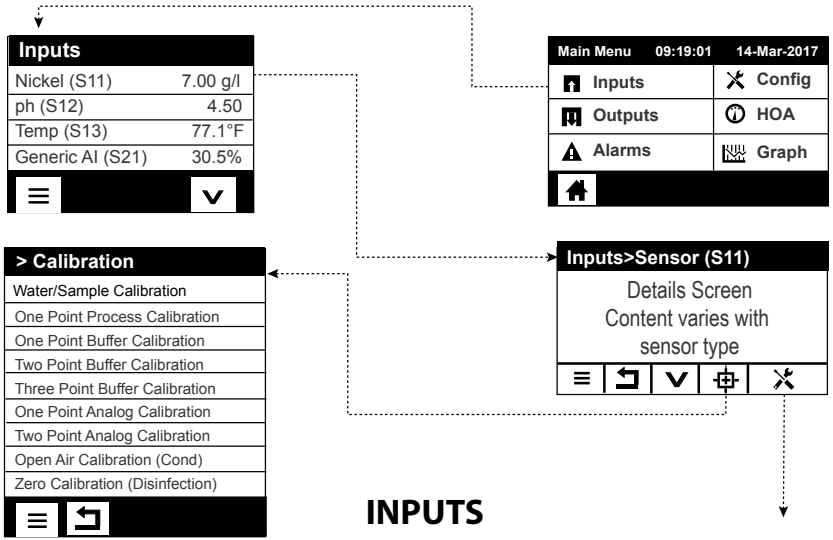 Inputs
Nickel (S11) 7.00 g/l
ph (S12) 4.50
Temp (S13) 77.1°F
Generic AI (S21) 30.5%
Main Menu 09:19:01 14-Mar-2017
Inputs Config
Outputs HOA
Alarms Graph
> Calibration
Water/Sample Calibration
One Point Process Calibration
One Point Buffer Calibration
Two Point Buffer Calibration
Three Point Buffer Calibration
One Point Analog Calibration
Two Point Analog Calibration
Open Air Calibration (Cond)
Zero Calibration (Disinfection)
Inputs>Sensor (S11)
Details Screen
Content varies with
sensor type
INPUTS